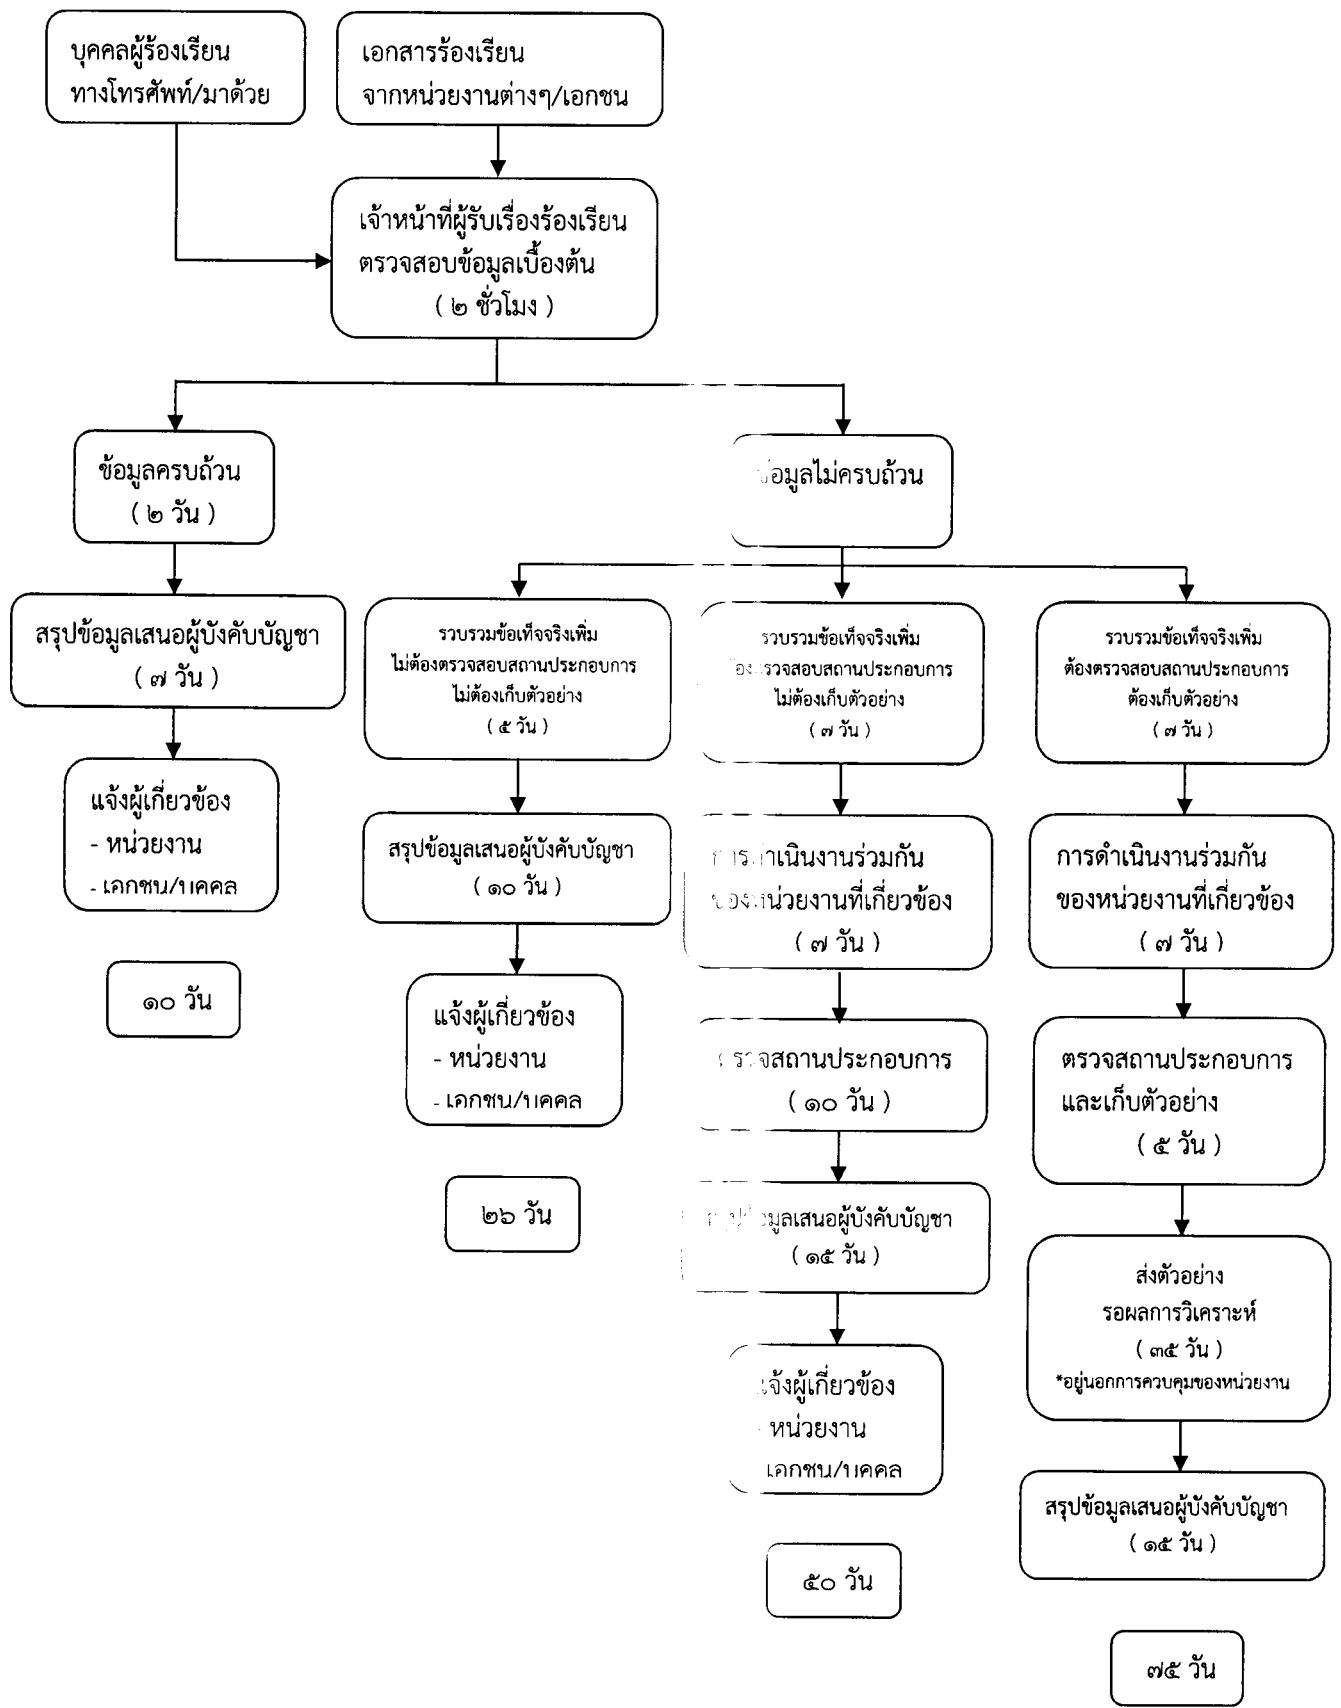 บุคคลผู้ร้องเรียน
ทางโทรศัพท์/มาด้วย
เอกสารร้องเรียน
จากหน่วยงานต่างๆ/เอกชน
เจ้าหน้าที่ผู้รับเรื่องร้องเรียน
ตรวจสอบข้อมูลเบื้องต้น
( ๒ ชั่วโมง )
ข้อมูลครบถ้วน
( ๒ วัน )
สรุปข้อมูลเสนอผู้บังคับบัญชา
( ๗ วัน )
แจ้งผู้เกี่ยวข้อง
- หน่วยงาน
- เอกชน/บุคคล
๑๐ วัน
ข้อมูลไม่ครบถ้วน
รวบรวมข้อเท็จจริงเพิ่ม
ไม่ต้องตรวจสอบสถานประกอบการ
ไม่ต้องเก็บตัวอย่าง
( ๕ วัน )
สรุปข้อมูลเสนอผู้บังคับบัญชา
( ๑๐ วัน )
แจ้งผู้เกี่ยวข้อง
- หน่วยงาน
- เอกชน/บุคคล
๒๖ วัน
รวบรวมข้อเท็จจริงเพิ่ม
ต้องตรวจสอบสถานประกอบการ
ไม่ต้องเก็บตัวอย่าง
( ๗ วัน )
การดำเนินงานร่วมกัน
ของหน่วยงานที่เกี่ยวข้อง
( ๗ วัน )
ตรวจสถานประกอบการ
( ๑๐ วัน )
สรุปข้อมูลเสนอผู้บังคับบัญชา
( ๑๕ วัน )
แจ้งผู้เกี่ยวข้อง
- หน่วยงาน
เอกชน/บุคคล
๕๐ วัน
รวบรวมข้อเท็จจริงเพิ่ม
ต้องตรวจสอบสถานประกอบการ
ต้องเก็บตัวอย่าง
( ๗ วัน )
การดำเนินงานร่วมกัน
ของหน่วยงานที่เกี่ยวข้อง
( ๗ วัน )
ตรวจสถานประกอบการ
และเก็บตัวอย่าง
( ๕ วัน )
ส่งตัวอย่าง
รอผลการวิเคราะห์
( ๓๕ วัน )
*อยู่นอกการควบคุมของหน่วยงาน
สรุปข้อมูลเสนอผู้บังคับบัญชา
( ๑๕ วัน )
๗๕ วัน